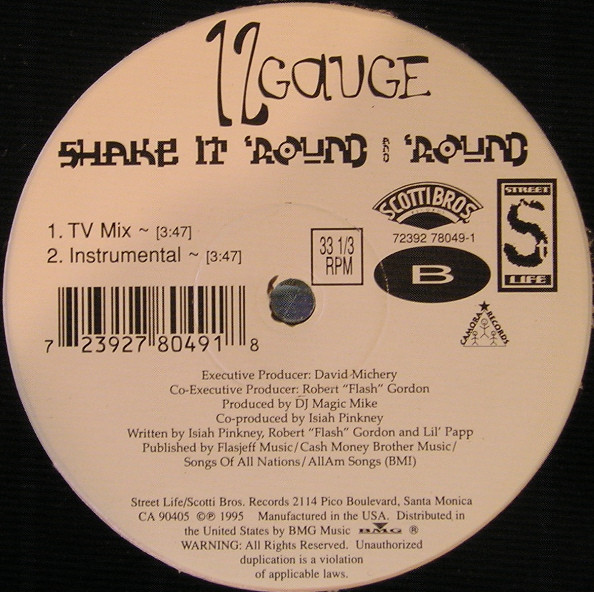 12 GAUGE
SHAKE IT 'ROUND AND 'ROUND
1. TV Mix ~ [3:47]
2. Instrumental ~ [3:47]
33 1/3
RPM
SCOTTI BROS.
72392 78049-1
B
STREET
S
LIFE
CAMORA RECORDS
7 23927 80491 8
Executive Producer: David Michery
Co-Executive Producer: Robert "Flash" Gordon
Produced by DJ Magic Mike
Co-produced by Isiah Pinkney
Written by Isiah Pinkney, Robert "Flash" Gordon and Lil' Papp
Published by Flasjeff Music/Cash Money Brother Music/
Songs Of All Nations/AllAm Songs (BMI)
Street Life/Scotti Bros. Records 2114 Pico Boulevard, Santa Monica
CA 90405 ©℗ 1995 Manufactured in the USA. Distributed in
the United States by BMG Music BMG ®
WARNING: All Rights Reserved. Unauthorized
duplication is a violation
of applicable laws.